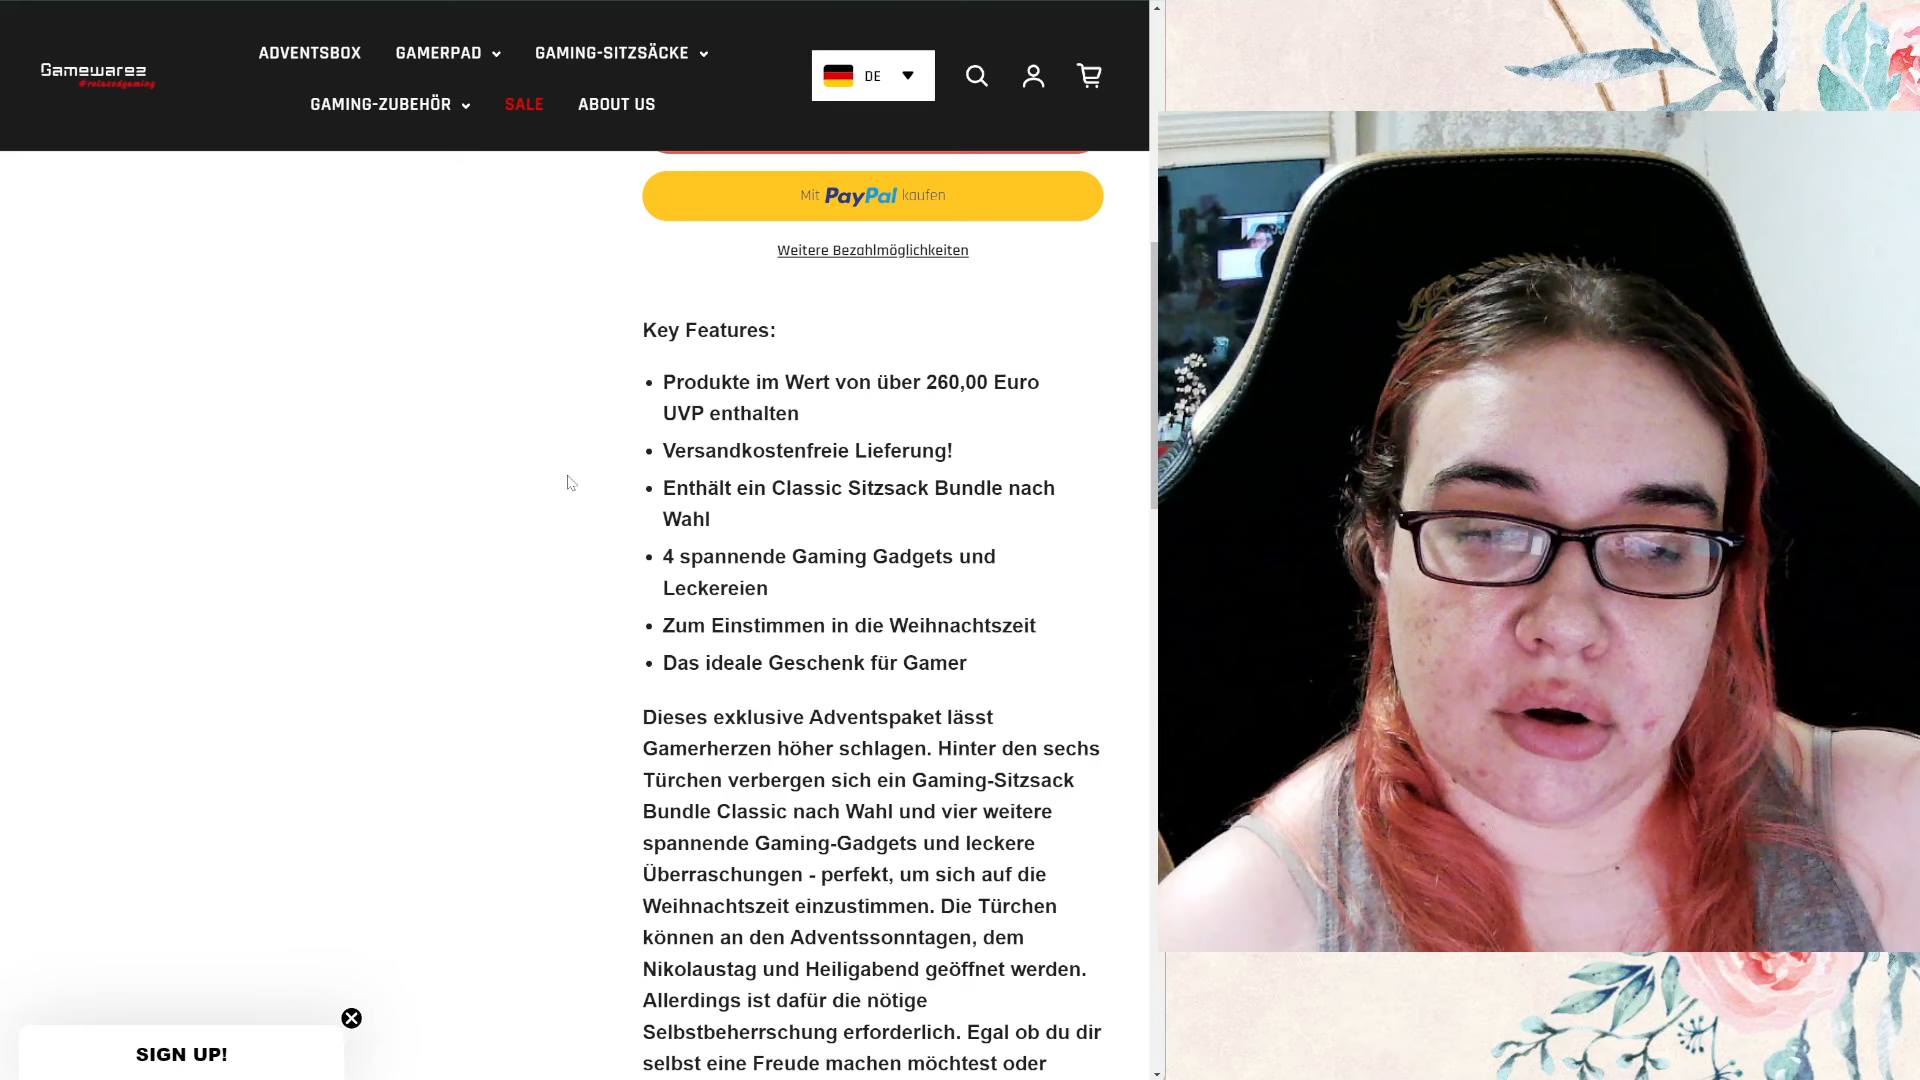 Gamewarez
#relaxedgaming
ADVENTSBOX
GAMERPAD
GAMING-SITZSÄCKE
GAMING-ZUBEHÖR
SALE
ABOUT US
DE
Mit PayPal kaufen
Weitere Bezahlmöglichkeiten
Key Features:
Produkte im Wert von über 260,00 Euro
UVP enthalten
Versandkostenfreie Lieferung!
Enthält ein Classic Sitzsack Bundle nach
Wahl
4 spannende Gaming Gadgets und
Leckereien
Zum Einstimmen in die Weihnachtszeit
Das ideale Geschenk für Gamer
Dieses exklusive Adventspaket lässt
Gamerherzen höher schlagen. Hinter den sechs
Türchen verbergen sich ein Gaming-Sitzsack
Bundle Classic nach Wahl und vier weitere
spannende Gaming-Gadgets und leckere
Überraschungen - perfekt, um sich auf die
Weihnachtszeit einzustimmen. Die Türchen
können an den Adventssonntagen, dem
Nikolaustag und Heiligabend geöffnet werden.
Allerdings ist dafür die nötige
Selbstbeherrschung erforderlich. Egal ob du dir
selbst eine Freude machen möchtest oder
SIGN UP!